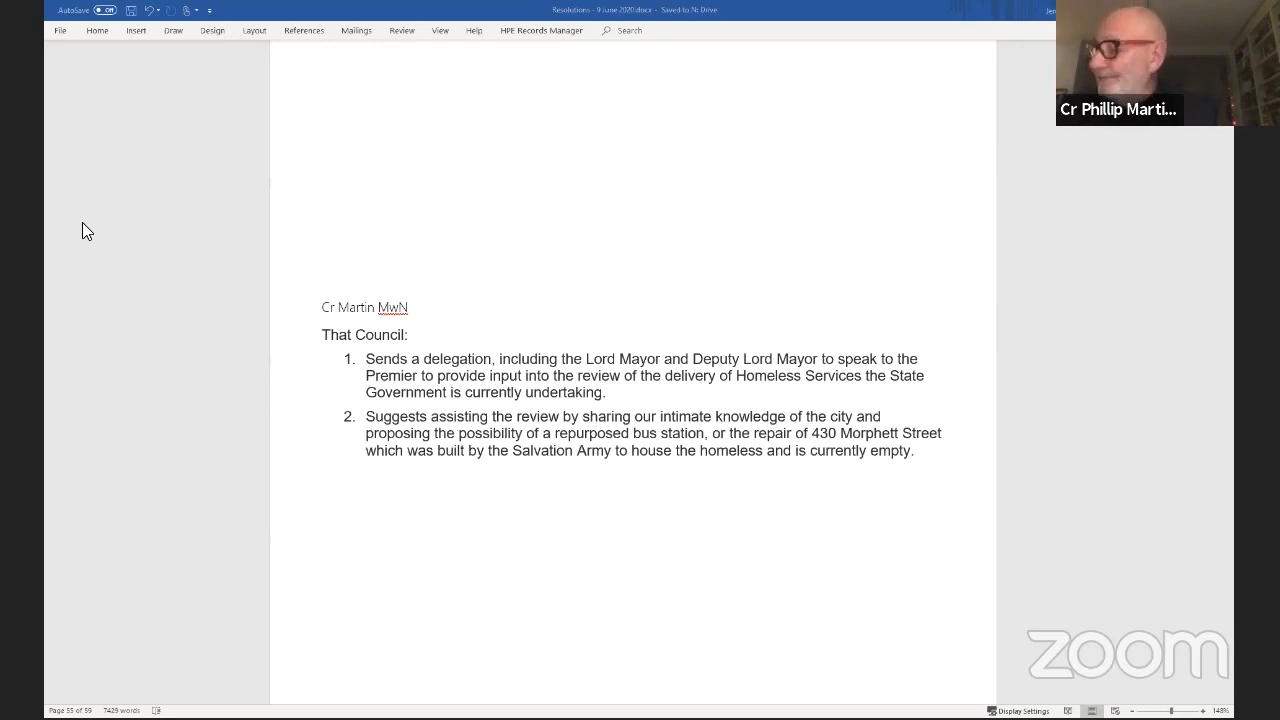 AutoSave Off Resolutions - 9 June 2020.docx - Saved to N: Drive
File Home Insert Draw Design Layout References Mailings Review View Help HPE Records Manager Search
Cr Phillip Marti...
Cr Martin MwN
That Council:
1. Sends a delegation, including the Lord Mayor and Deputy Lord Mayor to speak to the
Premier to provide input into the review of the delivery of Homeless Services the State
Government is currently undertaking.
2. Suggests assisting the review by sharing our intimate knowledge of the city and
proposing the possibility of a repurposed bus station, or the repair of 430 Morphett Street
which was built by the Salvation Army to house the homeless and is currently empty.
zoom
Page 55 of 59 7429 words Display Settings 148%